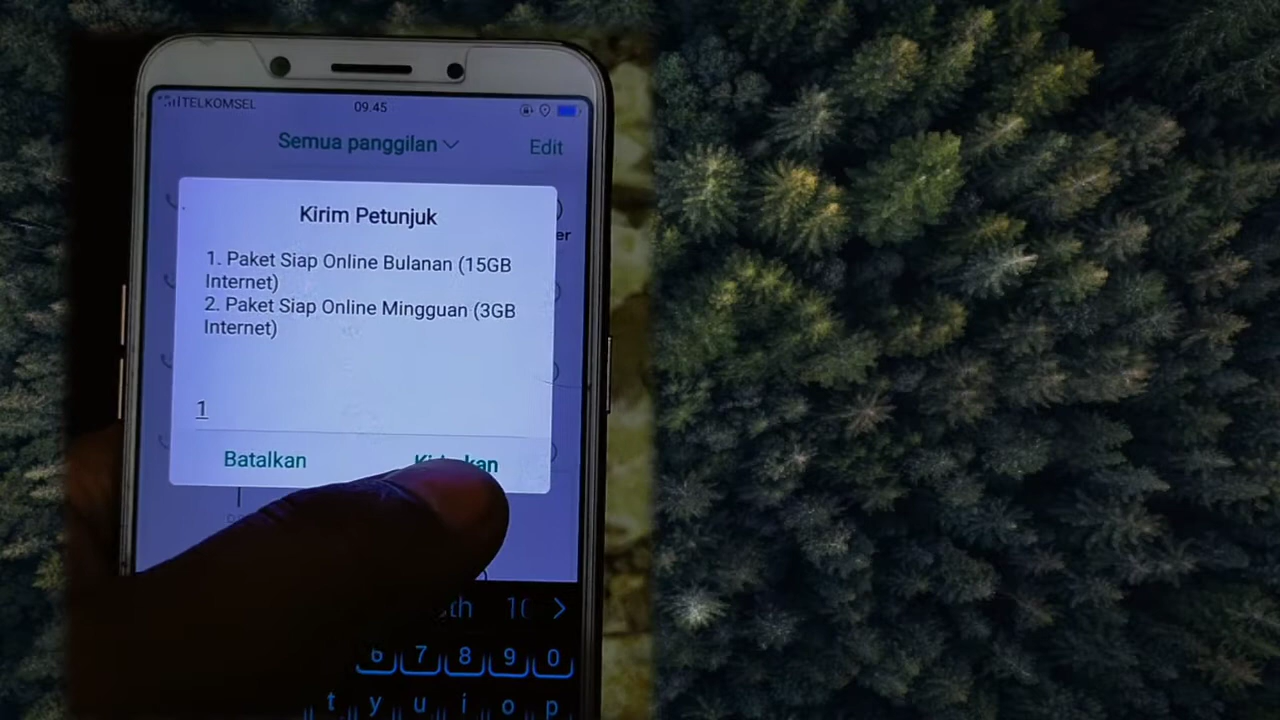 TELKOMSEL 09.45
Semua panggilan Edit
Kirim Petunjuk
er
1. Paket Siap Online Bulanan (15GB
Internet)
2. Paket Siap Online Mingguan (3GB
Internet)
1
Batalkan
6 7 8 9 0
t y u i o p